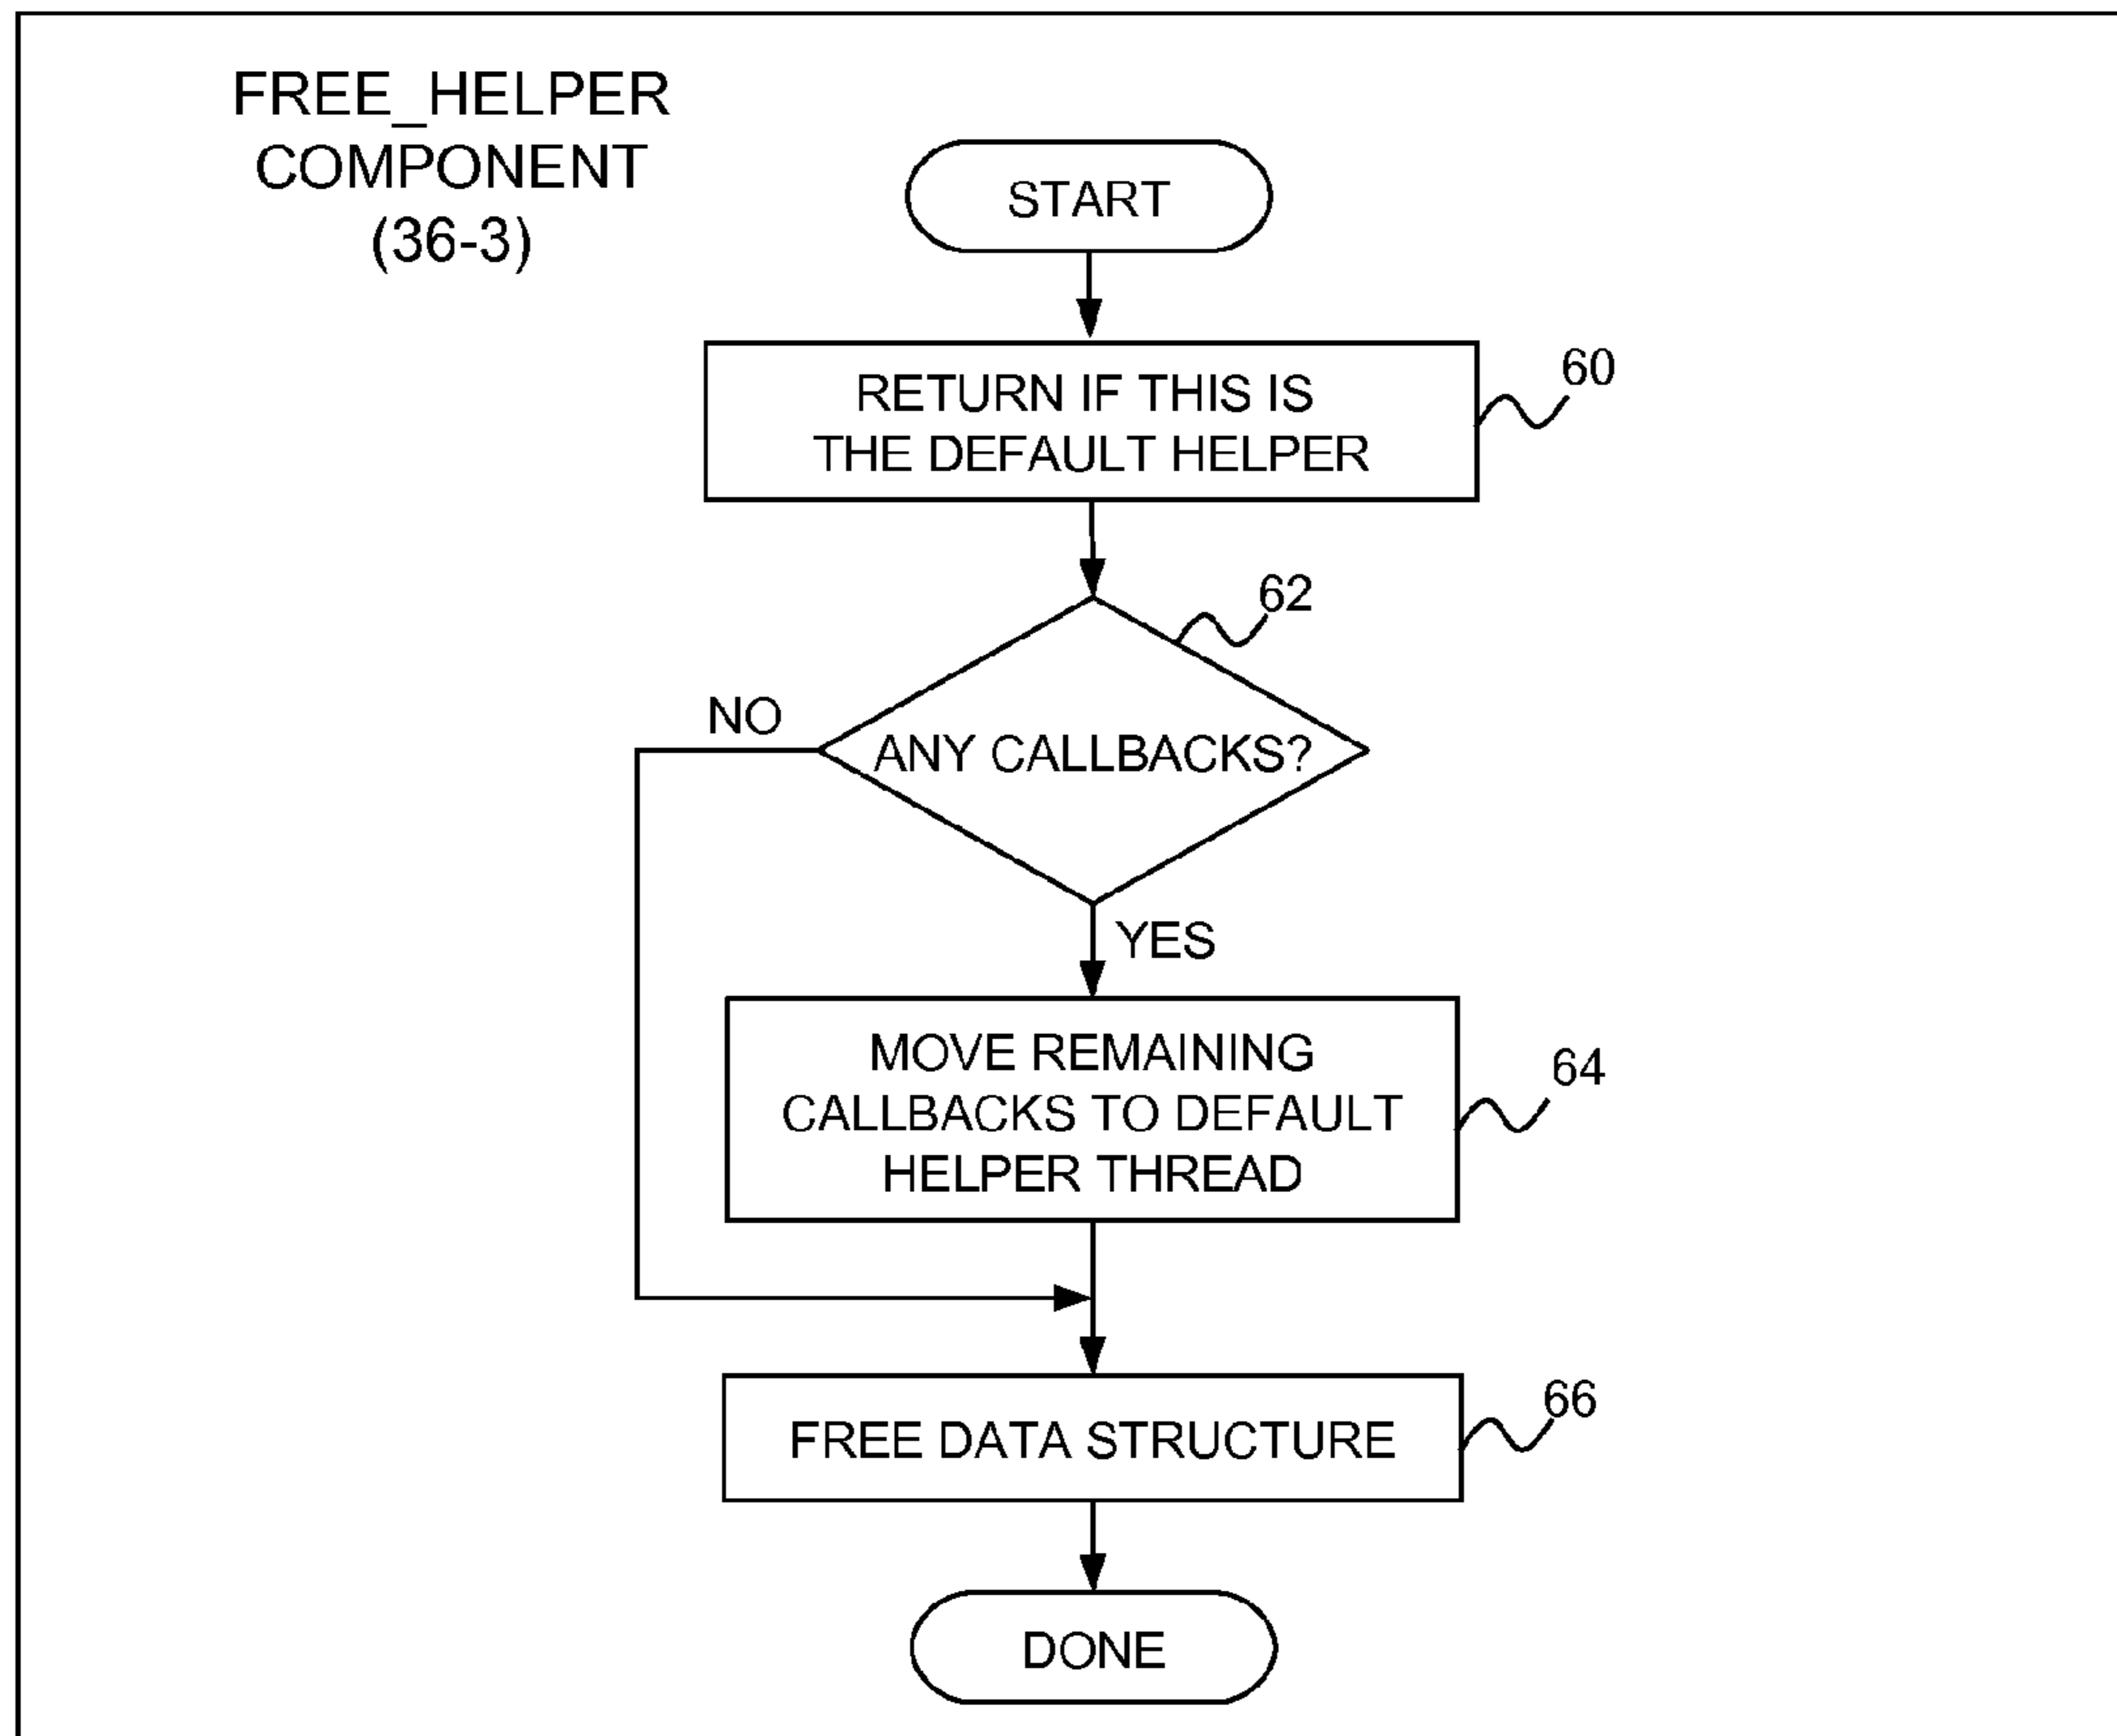 FREE_HELPER
COMPONENT
(36-3)
START
RETURN IF THIS IS
THE DEFAULT HELPER
60
62
NO
ANY CALLBACKS?
YES
MOVE REMAINING
CALLBACKS TO DEFAULT
HELPER THREAD
64
FREE DATA STRUCTURE
66
DONE